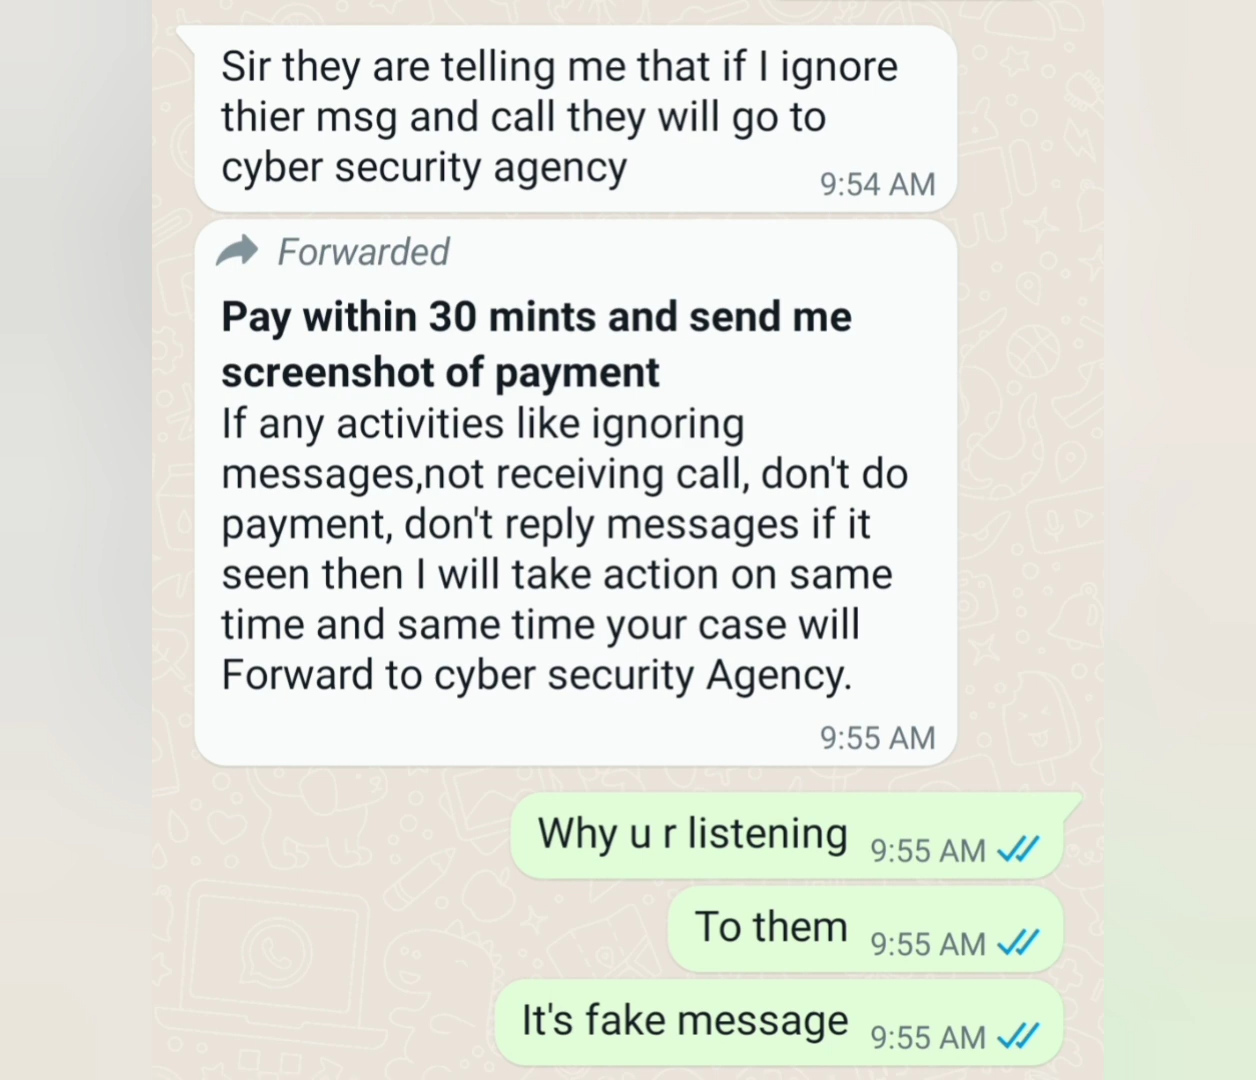 Sir they are telling me that if I ignore
thier msg and call they will go to
cyber security agency
9:54 AM
Forwarded
Pay within 30 mints and send me
screenshot of payment
If any activities like ignoring
messages,not receiving call, don't do
payment, don't reply messages if it
seen then I will take action on same
time and same time your case will
Forward to cyber security Agency.
9:55 AM
Why u r listening 9:55 AM
To them 9:55 AM
It's fake message 9:55 AM